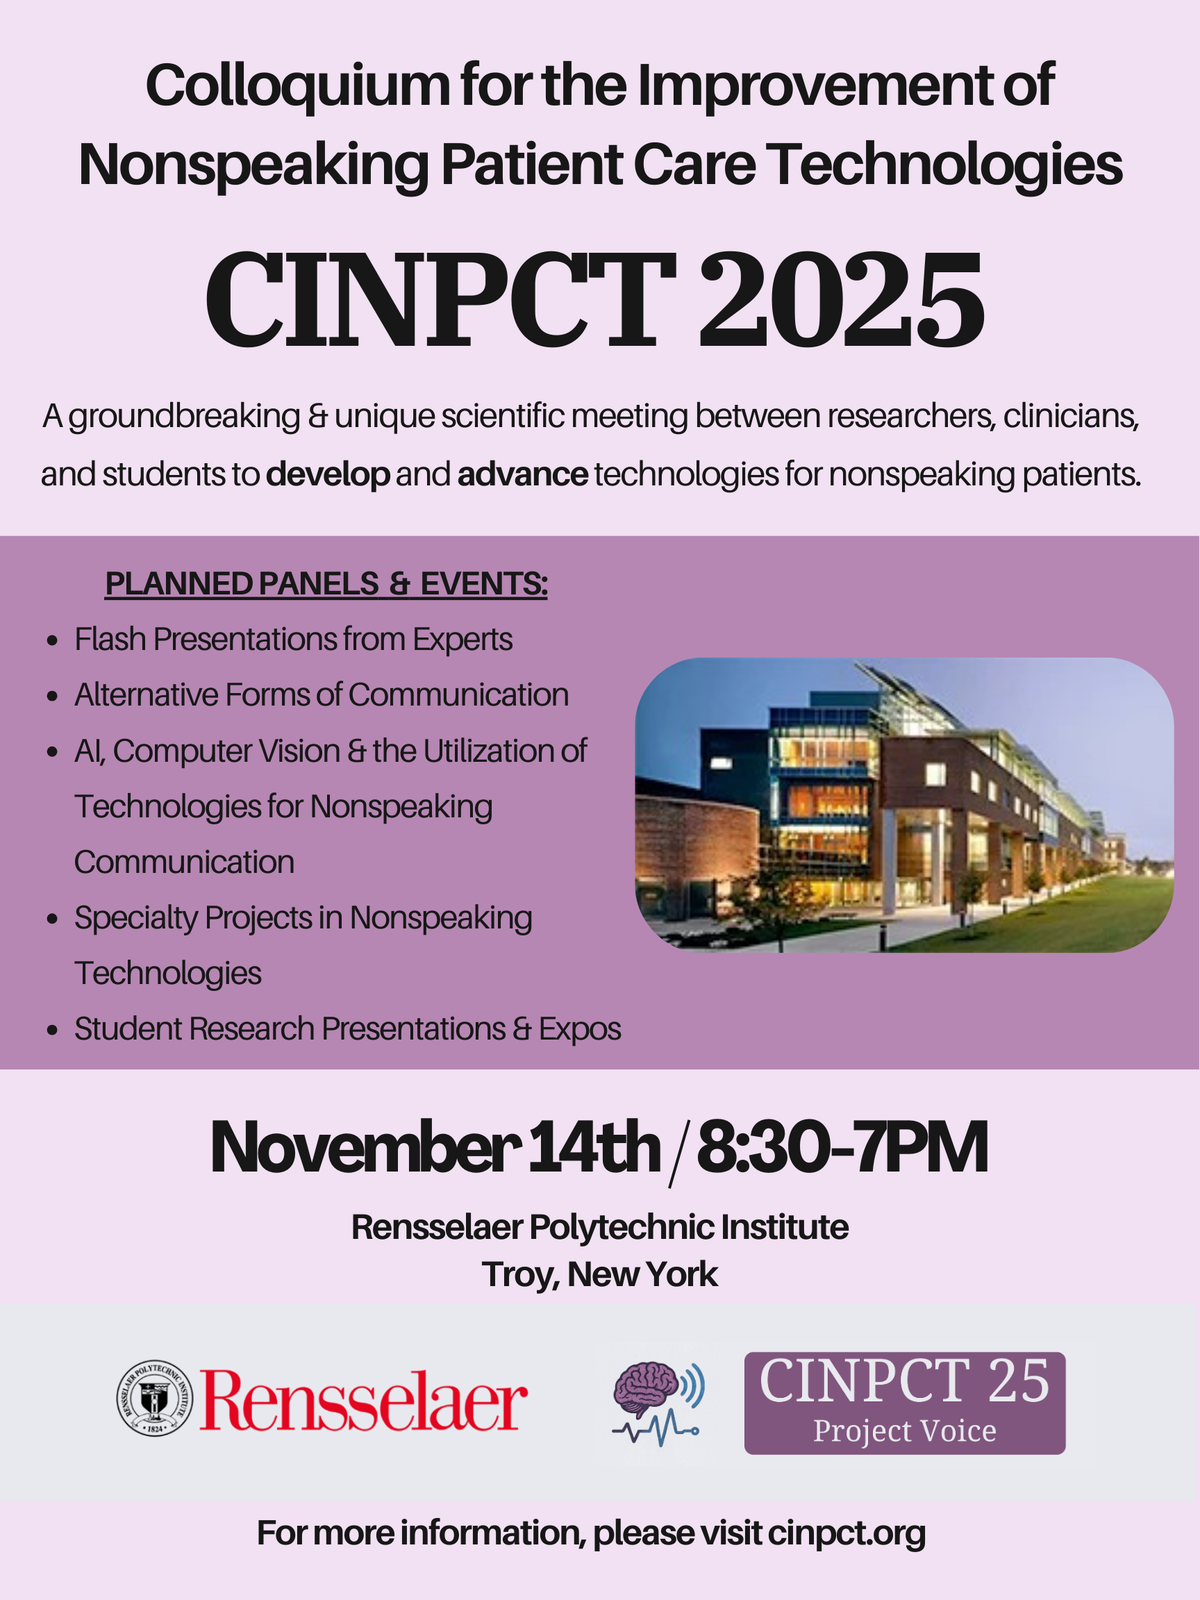 Colloquium for the Improvement of
Nonspeaking Patient Care Technologies
CINPCT 2025
A groundbreaking & unique scientific meeting between researchers, clinicians,
and students to develop and advance technologies for nonspeaking patients.
PLANNED PANELS & EVENTS:
• Flash Presentations from Experts
• Alternative Forms of Communication
• AI, Computer Vision & the Utilization of
Technologies for Nonspeaking
Communication
• Specialty Projects in Nonspeaking
Technologies
• Student Research Presentations & Expos
November 14th / 8:30-7PM
Rensselaer Polytechnic Institute
Troy, New York
RENSSELAER POLYTECHNIC INSTITUTE
• 1824 •
Rensselaer
CINPCT 25
Project Voice
For more information, please visit cinpct.org